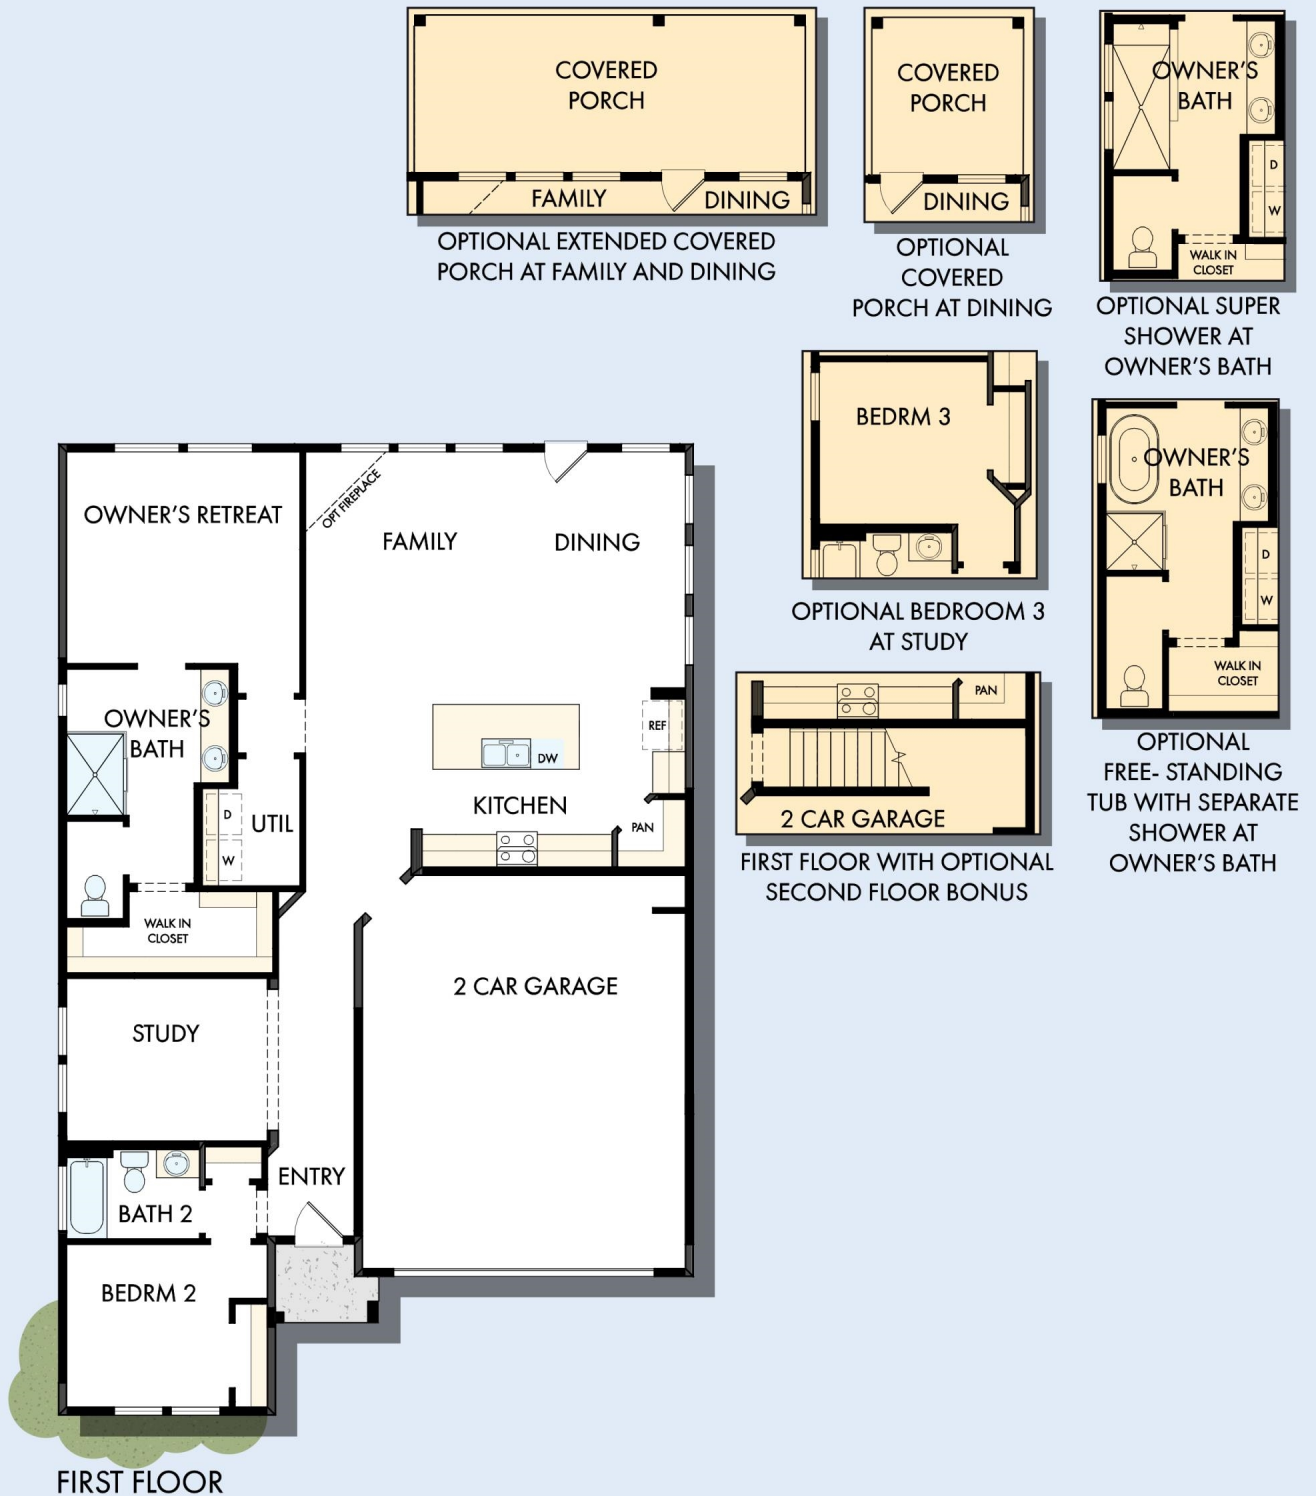 COVERED
PORCH
FAMILY
DINING
OPTIONAL EXTENDED COVERED
PORCH AT FAMILY AND DINING
COVERED
PORCH
DINING
OPTIONAL
COVERED
PORCH AT DINING
OWNER'S
BATH
D
W
WALK IN
CLOSET
OPTIONAL SUPER
SHOWER AT
OWNER'S BATH
BEDRM 3
OPTIONAL BEDROOM 3
AT STUDY
OWNER'S
BATH
D
W
WALK IN
CLOSET
OPTIONAL
FREE- STANDING
TUB WITH SEPARATE
SHOWER AT
OWNER'S BATH
PAN
2 CAR GARAGE
FIRST FLOOR WITH OPTIONAL
SECOND FLOOR BONUS
OWNER'S RETREAT
OPT FIREPLACE
FAMILY
DINING
OWNER'S
BATH
REF
DW
KITCHEN
D
UTIL
W
PAN
WALK IN
CLOSET
2 CAR GARAGE
STUDY
ENTRY
BATH 2
BEDRM 2
FIRST FLOOR